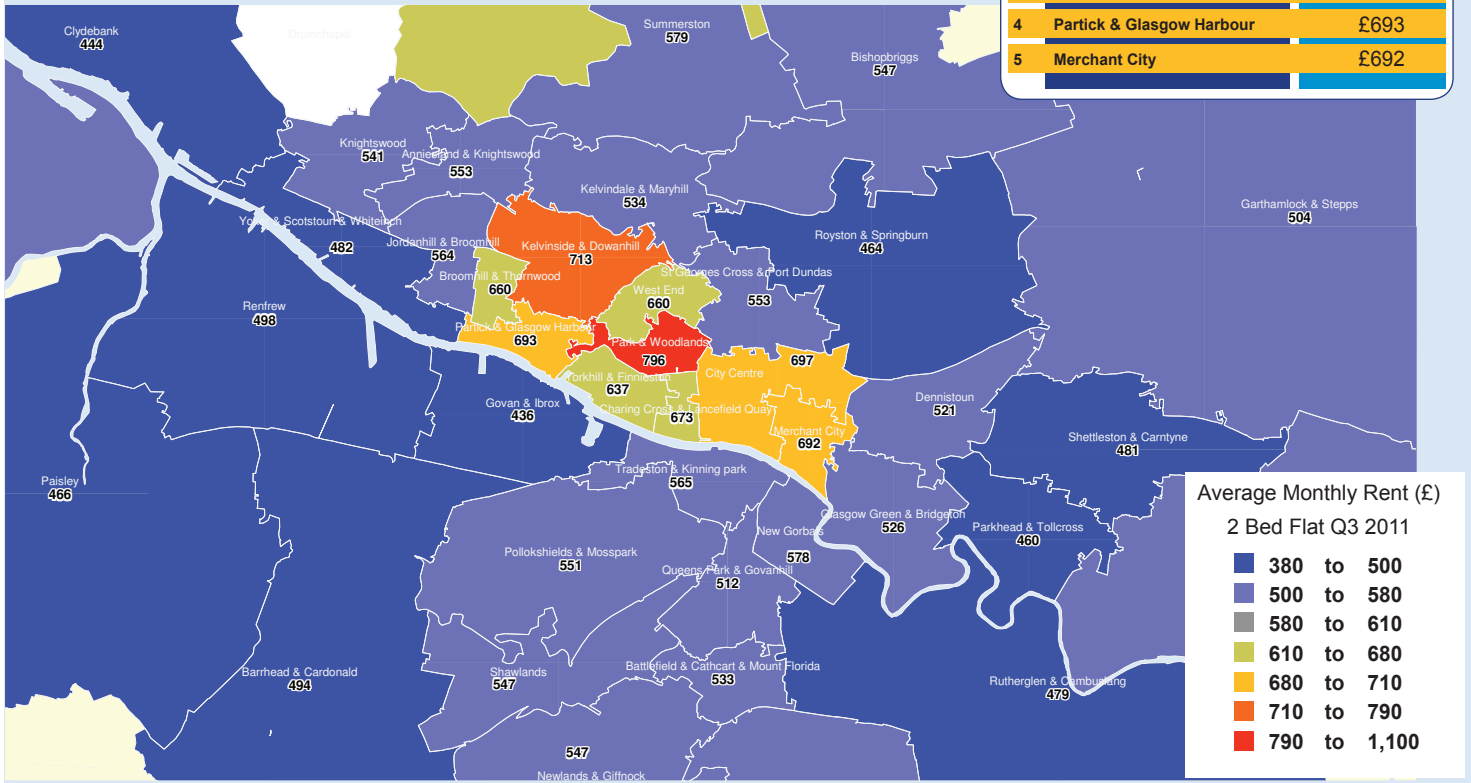 4 Partick & Glasgow Harbour £693
5 Merchant City £692
Clydebank
444
Drumchapel
Summerston
579
Bishopbriggs
547
Knightswood
541
Anniesland & Knightswood
553
Kelvindale & Maryhill
534
Garthamlock & Stepps
504
Yoker & Scotstoun & Whiteinch
482
Jordanhill & Broomhill
564
Kelvinside & Dowanhill
713
Royston & Springburn
464
Broomhill & Thornwood
660
West End
660
St Georges Cross & Port Dundas
553
Renfrew
498
Partick & Glasgow Harbour
693
Park & Woodlands
796
697
City Centre
Yorkhill & Finnieston
637
Govan & Ibrox
436
Charing Cross & Lancefield Quay
673
Dennistoun
521
Merchant City
692
Shettleston & Carntyne
481
Tradeston & Kinning park
565
Paisley
466
Glasgow Green & Bridgeton
526
Parkhead & Tollcross
460
New Gorbals
578
Pollokshields & Mosspark
551
Queens Park & Govanhill
512
Barrhead & Cardonald
494
Shawlands
547
Battlefield & Cathcart & Mount Florida
533
Rutherglen & Cambuslang
479
547
Newlands & Giffnock
Average Monthly Rent (£)
2 Bed Flat Q3 2011
380 to 500
500 to 580
580 to 610
610 to 680
680 to 710
710 to 790
790 to 1,100